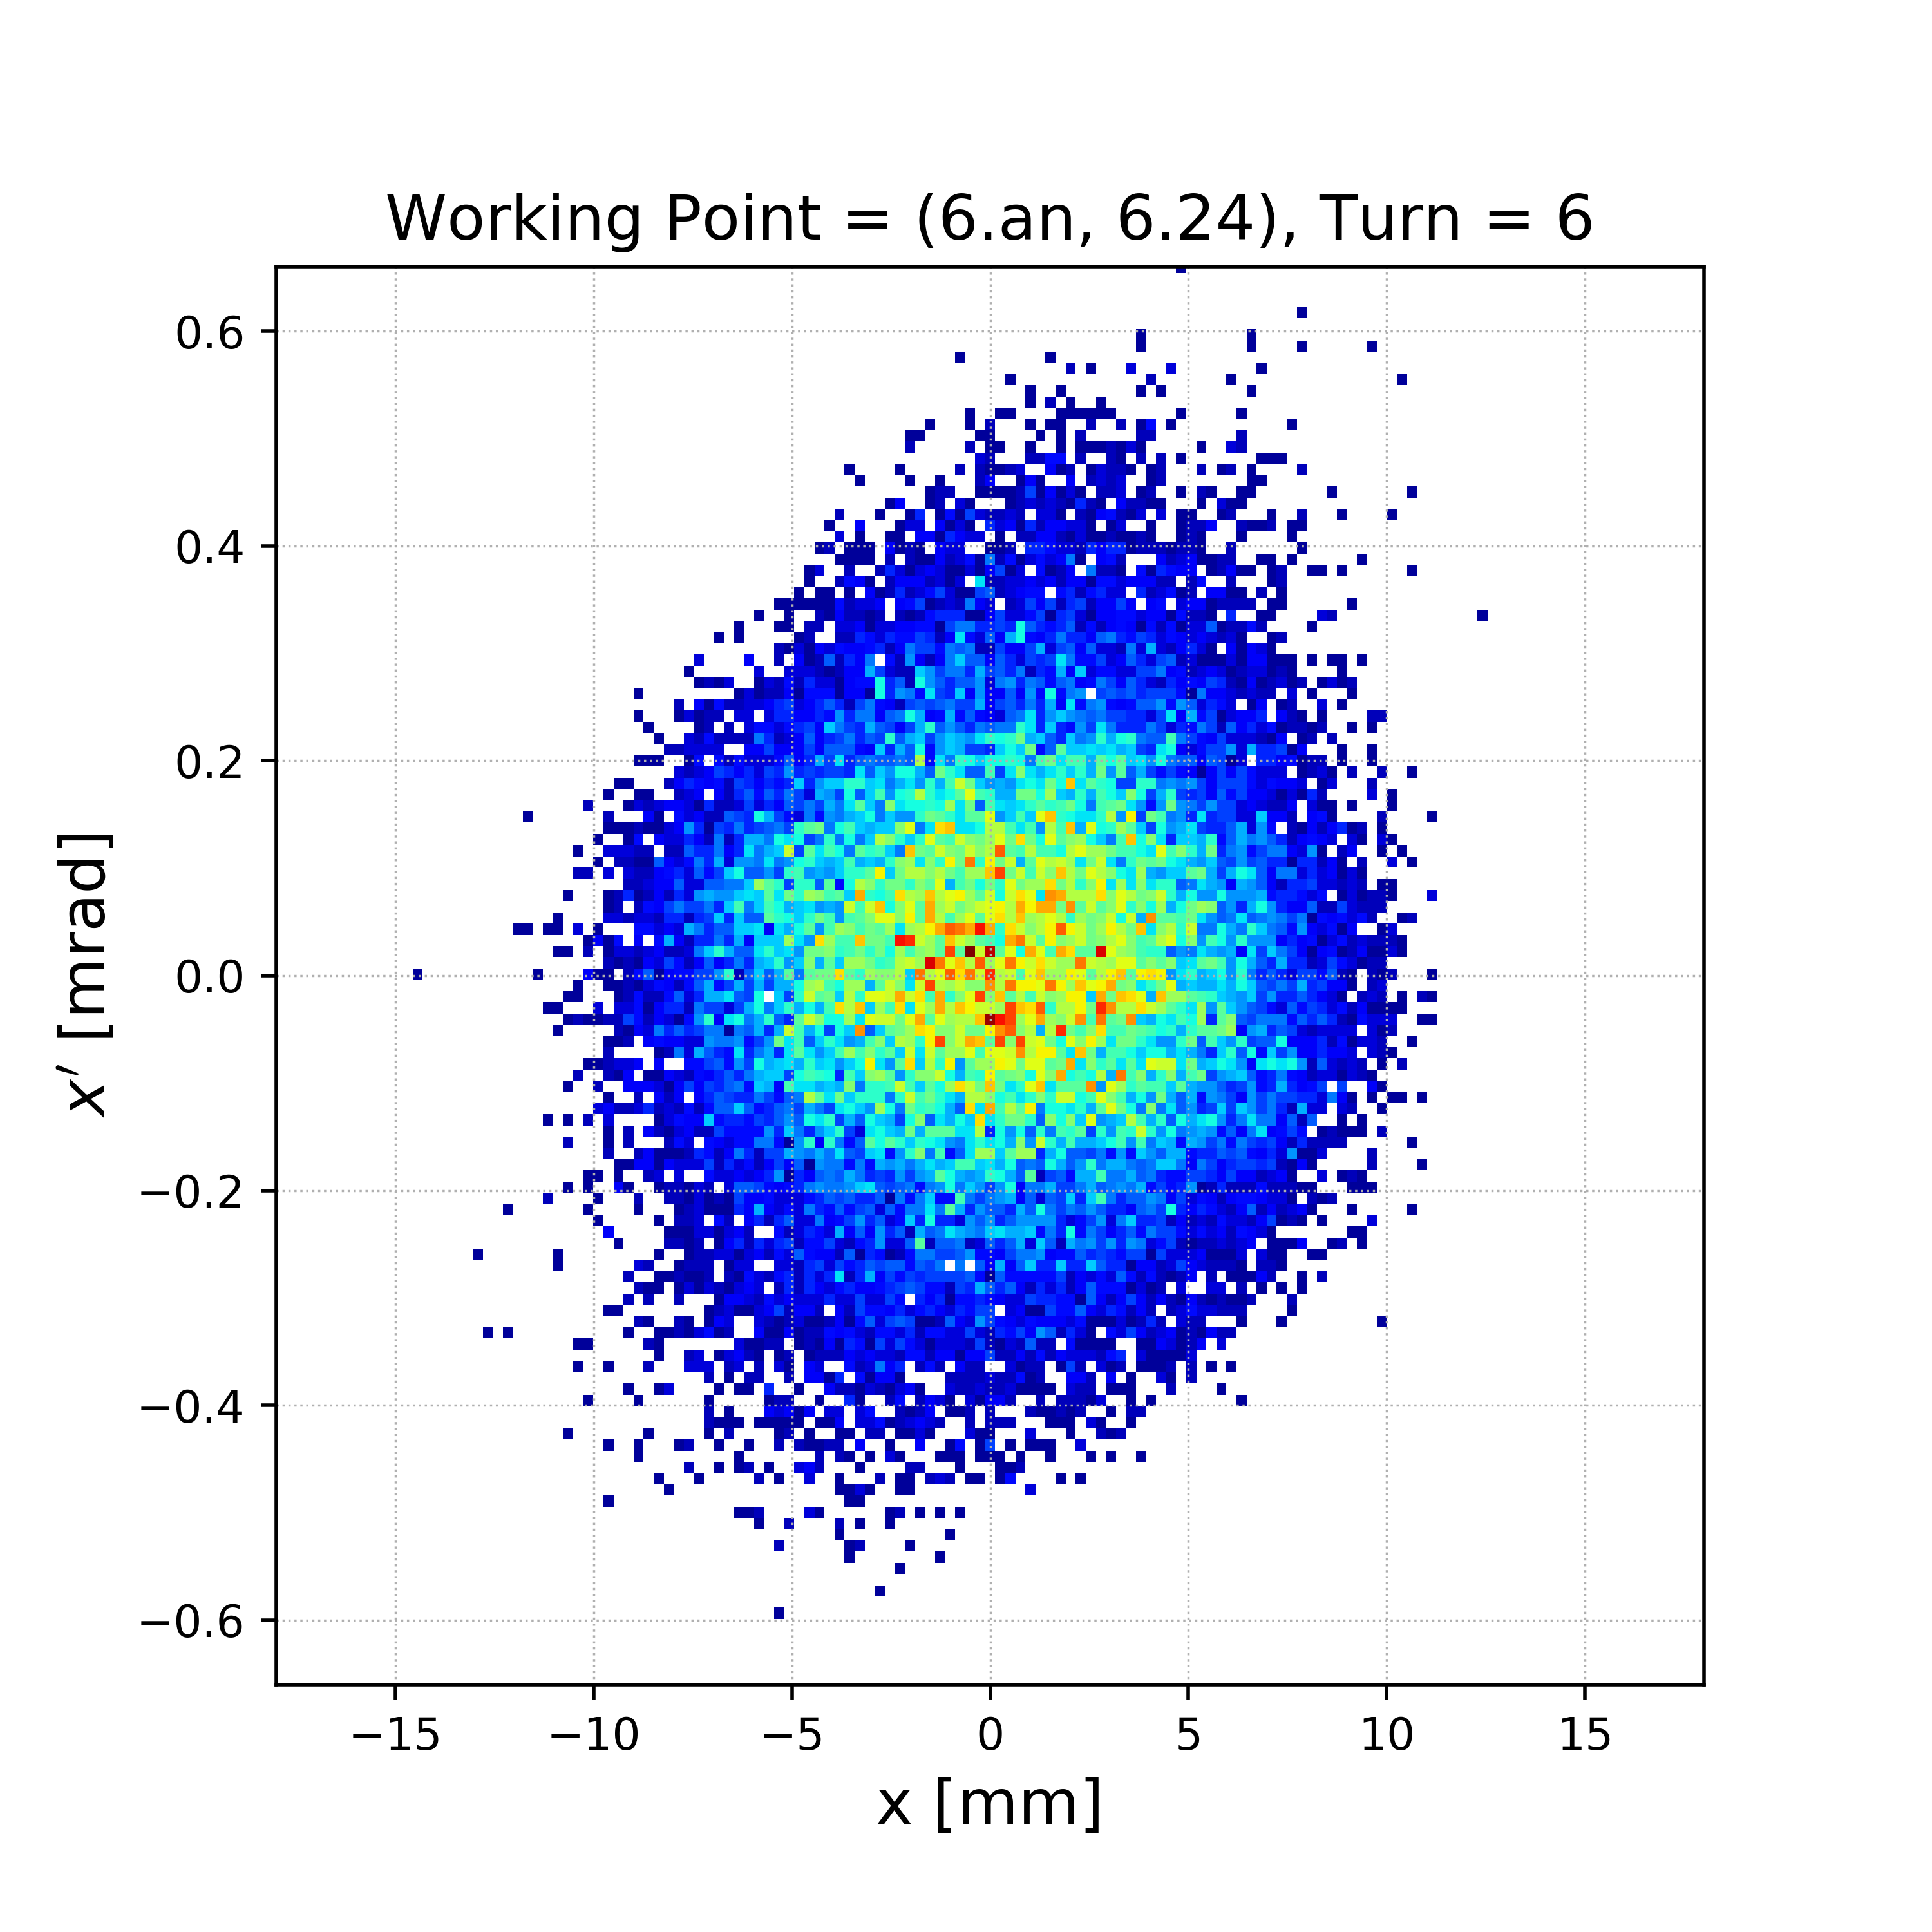 Working Point = (6.an, 6.24), Turn = 6
0.6
0.4
0.2
0.0
−0.2
−0.4
−0.6
x′ [mrad]
−15 −10 −5 0 5 10 15
x [mm]